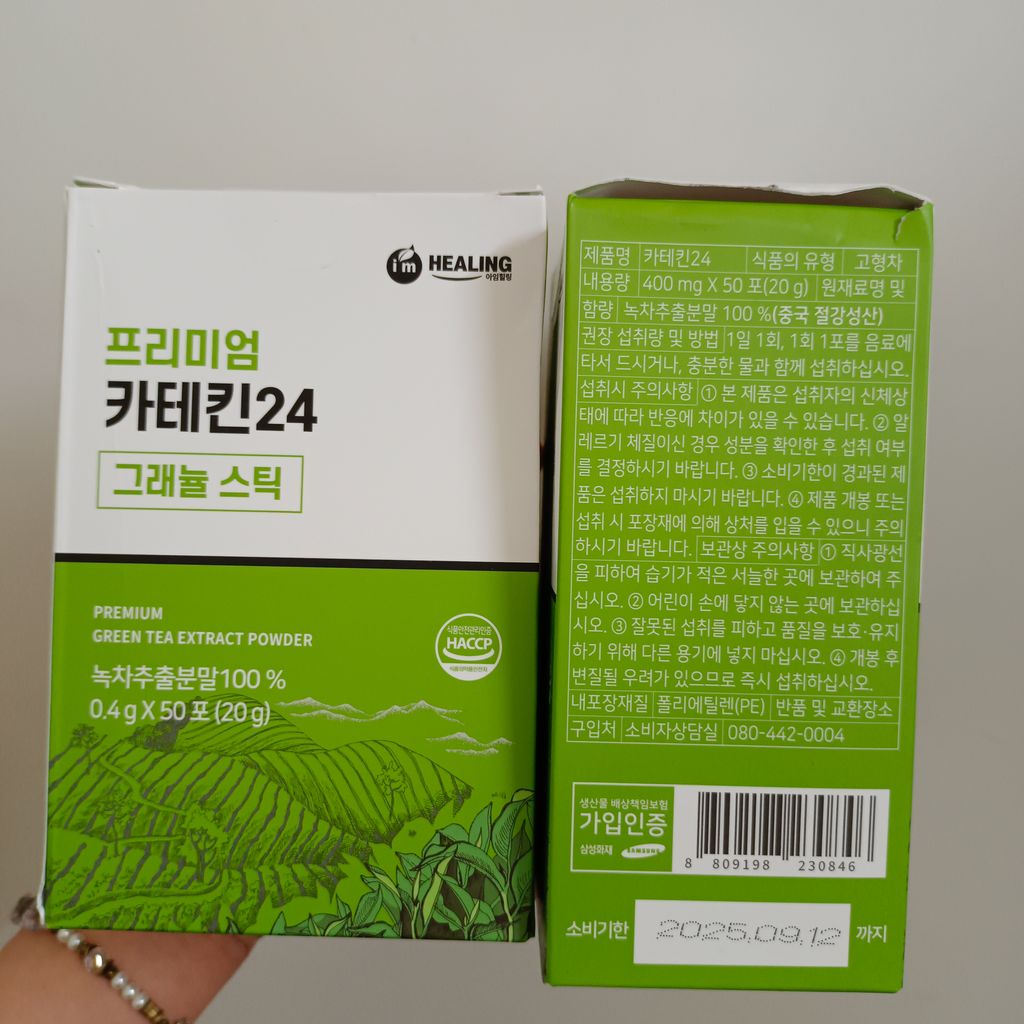 i'm HEALING
아임힐링
프리미엄
카테킨24
그래뉼 스틱
PREMIUM
GREEN TEA EXTRACT POWDER
식품안전관리인증
HACCP
식품의약품안전처
녹차추출분말100 %
0.4 g X 50 포 (20 g)
제품명 카테킨24 식품의 유형 고형차
내용량 400 mg X 50 포(20 g) 원재료명 및
함량 녹차추출분말 100 %(중국 절강성산)
권장 섭취량 및 방법 1일 1회, 1회 1포를 음료에
타서 드시거나, 충분한 물과 함께 섭취하십시오.
섭취시 주의사항 ① 본 제품은 섭취자의 신체상
태에 따라 반응에 차이가 있을 수 있습니다. ② 알
레르기 체질이신 경우 성분을 확인한 후 섭취 여부
를 결정하시기 바랍니다. ③ 소비기한이 경과된 제
품은 섭취하지 마시기 바랍니다. ④ 제품 개봉 또는
섭취 시 포장재에 의해 상처를 입을 수 있으니 주의
하시기 바랍니다. 보관상 주의사항 ① 직사광선
을 피하여 습기가 적은 서늘한 곳에 보관하여 주
십시오. ② 어린이 손에 닿지 않는 곳에 보관하십
시오. ③ 잘못된 섭취를 피하고 품질을 보호·유지
하기 위해 다른 용기에 넣지 마십시오. ④ 개봉 후
변질될 우려가 있으므로 즉시 섭취하십시오.
내포장재질 폴리에틸렌(PE) 반품 및 교환장소
구입처 소비자상담실 080-442-0004
생산물 배상책임보험
가입인증
삼성화재 SAMSUNG
8 809198 230846
소비기한 2025.09.12 까지